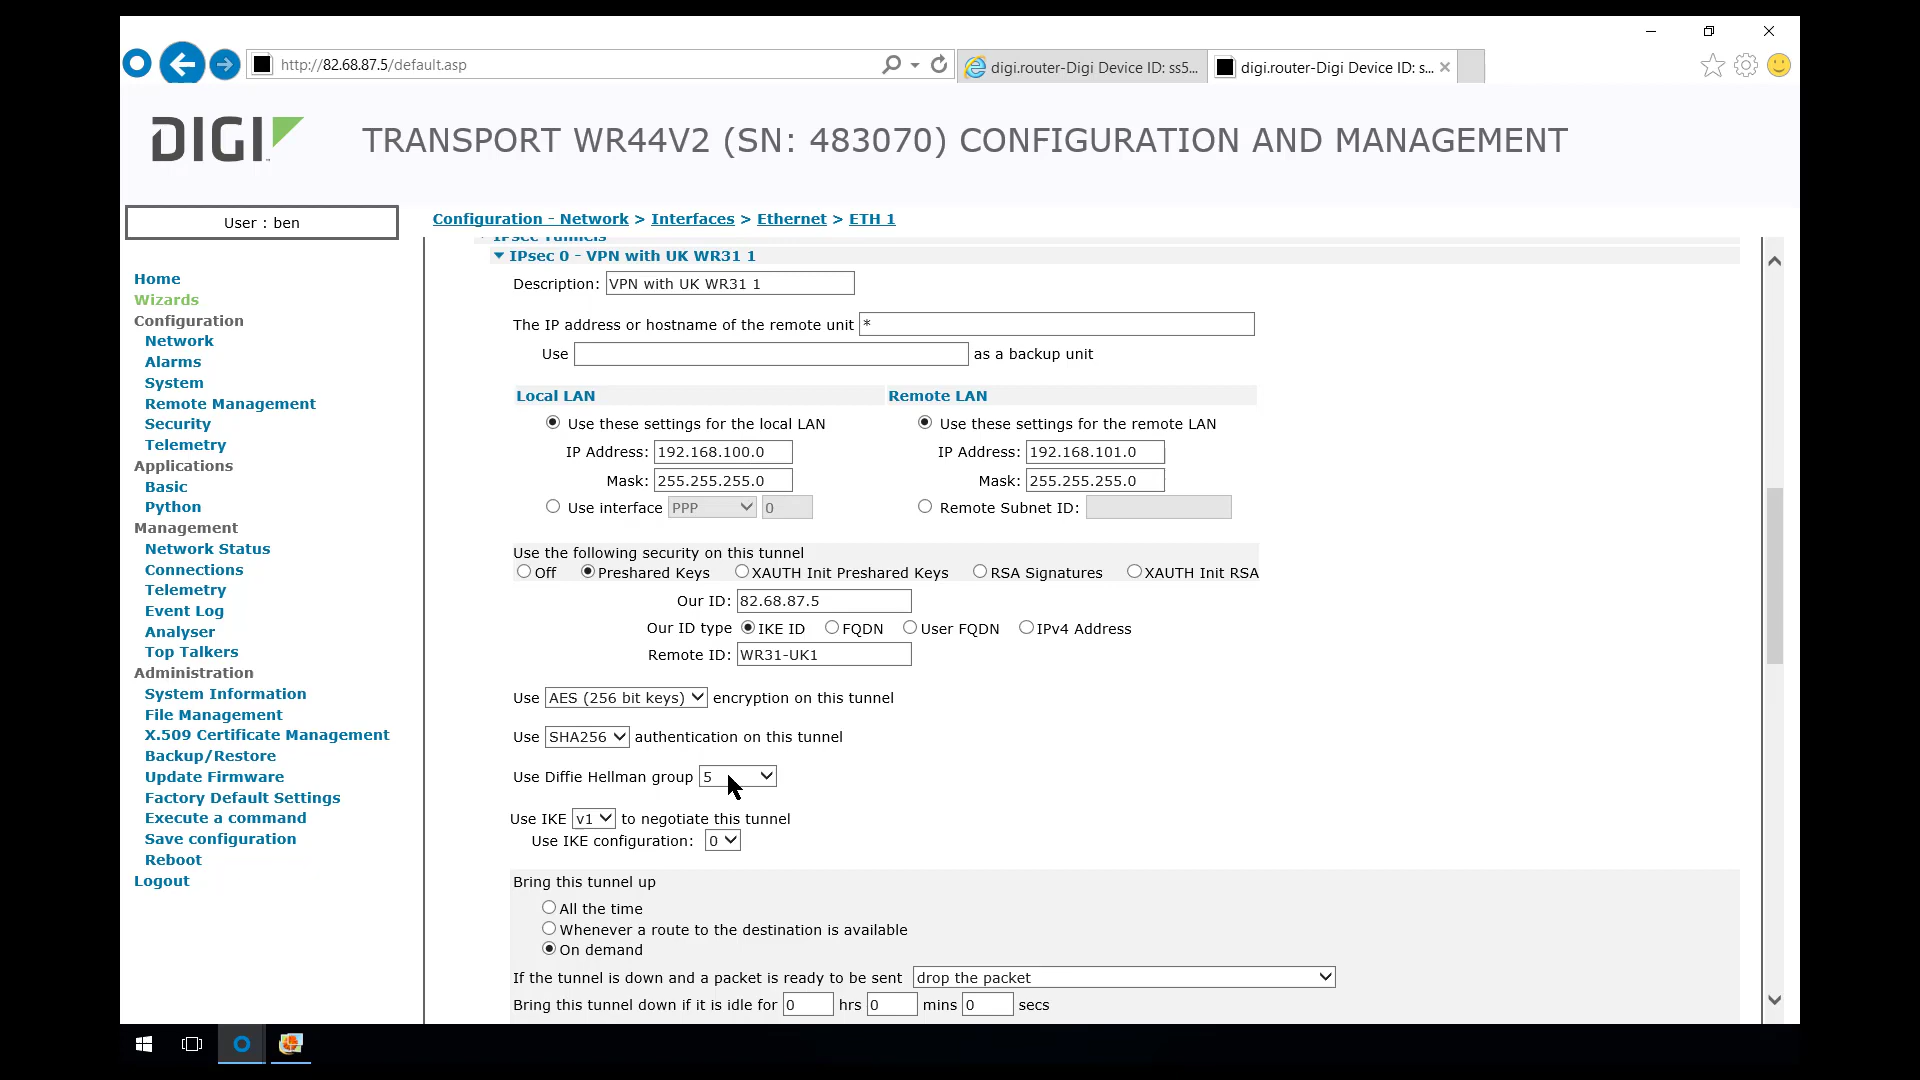 http://82.68.87.5/default.asp
digi.router-Digi Device ID: ss5...
digi.router-Digi Device ID: s...
DIGI
TRANSPORT WR44V2 (SN: 483070) CONFIGURATION AND MANAGEMENT
User : ben
Configuration - Network > Interfaces > Ethernet > ETH 1
Home
Wizards
Configuration
Network
Alarms
System
Remote Management
Security
Telemetry
Applications
Basic
Python
Management
Network Status
Connections
Telemetry
Event Log
Analyser
Top Talkers
Administration
System Information
File Management
X.509 Certificate Management
Backup/Restore
Update Firmware
Factory Default Settings
Execute a command
Save configuration
Reboot
Logout
IPsec Tunnels
IPsec 0 - VPN with UK WR31 1
Description: VPN with UK WR31 1
The IP address or hostname of the remote unit *
Use as a backup unit
Local LAN Remote LAN
Use these settings for the local LAN Use these settings for the remote LAN
IP Address: 192.168.100.0 IP Address: 192.168.101.0
Mask: 255.255.255.0 Mask: 255.255.255.0
Use interface PPP 0 Remote Subnet ID:
Use the following security on this tunnel
Off Preshared Keys XAUTH Init Preshared Keys RSA Signatures XAUTH Init RSA
Our ID: 82.68.87.5
Our ID type IKE ID FQDN User FQDN IPv4 Address
Remote ID: WR31-UK1
Use AES (256 bit keys) encryption on this tunnel
Use SHA256 authentication on this tunnel
Use Diffie Hellman group 5
Use IKE v1 to negotiate this tunnel
Use IKE configuration: 0
Bring this tunnel up
All the time
Whenever a route to the destination is available
On demand
If the tunnel is down and a packet is ready to be sent drop the packet
Bring this tunnel down if it is idle for 0 hrs 0 mins 0 secs